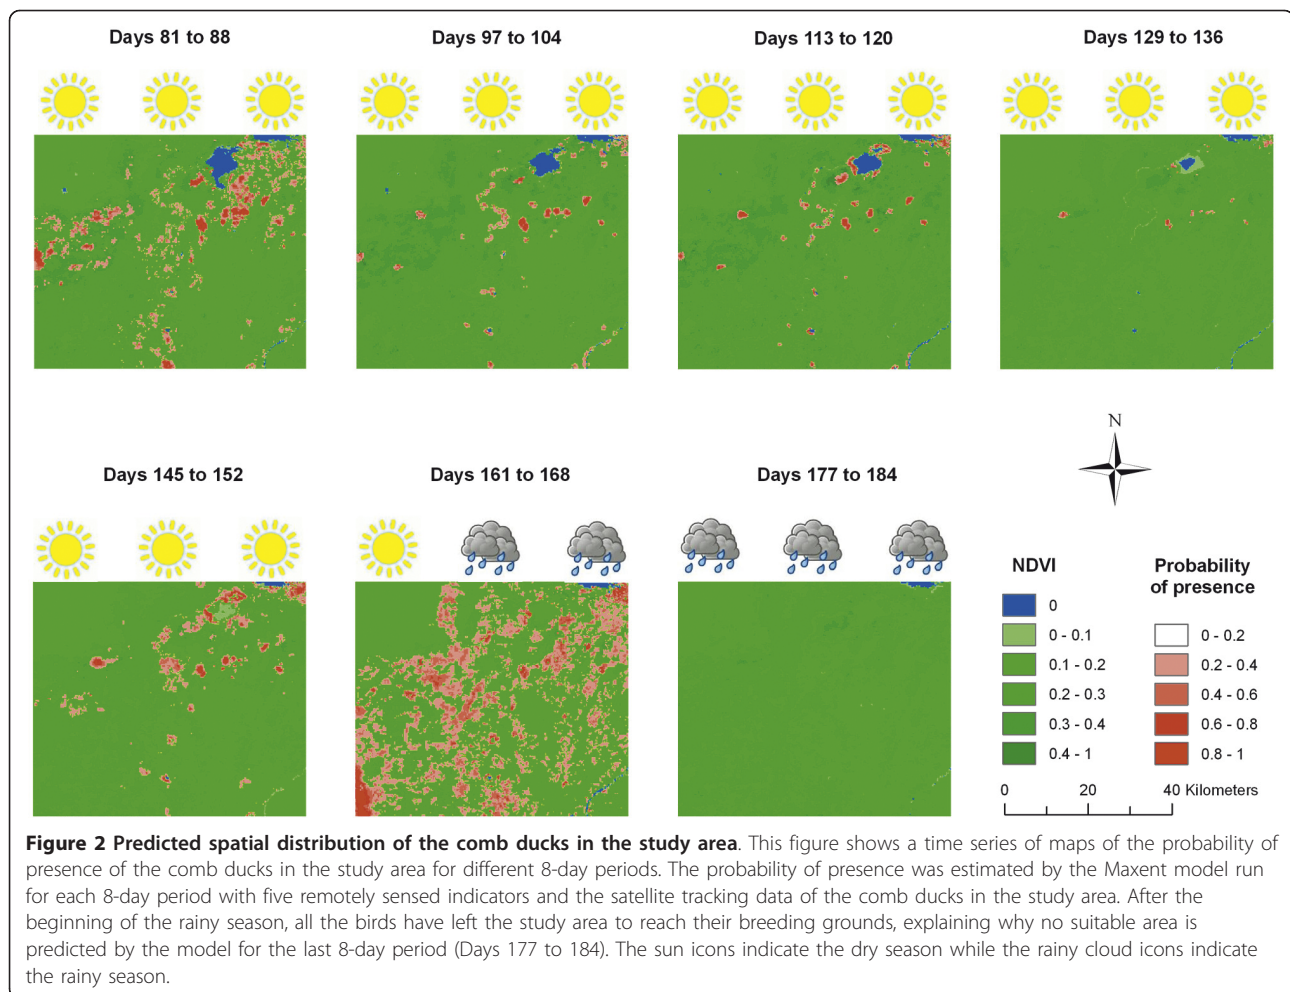 Days 81 to 88
Days 97 to 104
Days 113 to 120
Days 129 to 136
Days 145 to 152
Days 161 to 168
Days 177 to 184
N
NDVI
0
0 - 0.1
0.1 - 0.2
0.2 - 0.3
0.3 - 0.4
0.4 - 1
Probability
of presence
0 - 0.2
0.2 - 0.4
0.4 - 0.6
0.6 - 0.8
0.8 - 1
0 20 40 Kilometers
Figure 2 Predicted spatial distribution of the comb ducks in the study area. This figure shows a time series of maps of the probability of
presence of the comb ducks in the study area for different 8-day periods. The probability of presence was estimated by the Maxent model run
for each 8-day period with five remotely sensed indicators and the satellite tracking data of the comb ducks in the study area. After the
beginning of the rainy season, all the birds have left the study area to reach their breeding grounds, explaining why no suitable area is
predicted by the model for the last 8-day period (Days 177 to 184). The sun icons indicate the dry season while the rainy cloud icons indicate
the rainy season.